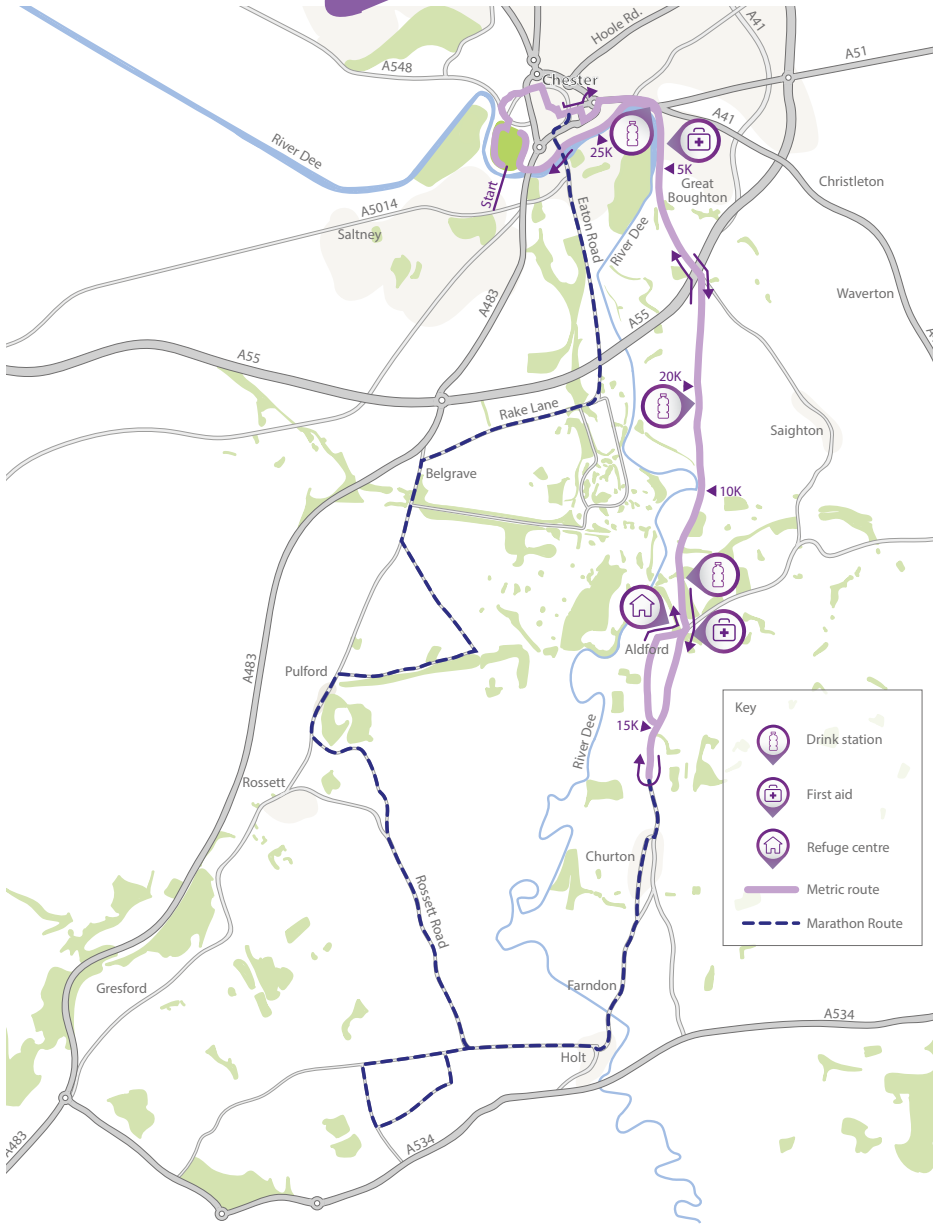 Hoole Rd.
A41
A51
A548
Chester
A41
River Dee
25K
5K
Great
Boughton
Christleton
Start
A5014
Saltney
Eaton Road
River Dee
Waverton
A483
A55
A55
20K
Rake Lane
Saighton
Belgrave
10K
Aldford
A483
Pulford
15K
River Dee
Rossett
Churton
Rossett Road
Gresford
Farndon
A534
Holt
A534
A483
Key
Drink station
First aid
Refuge centre
Metric route
Marathon Route